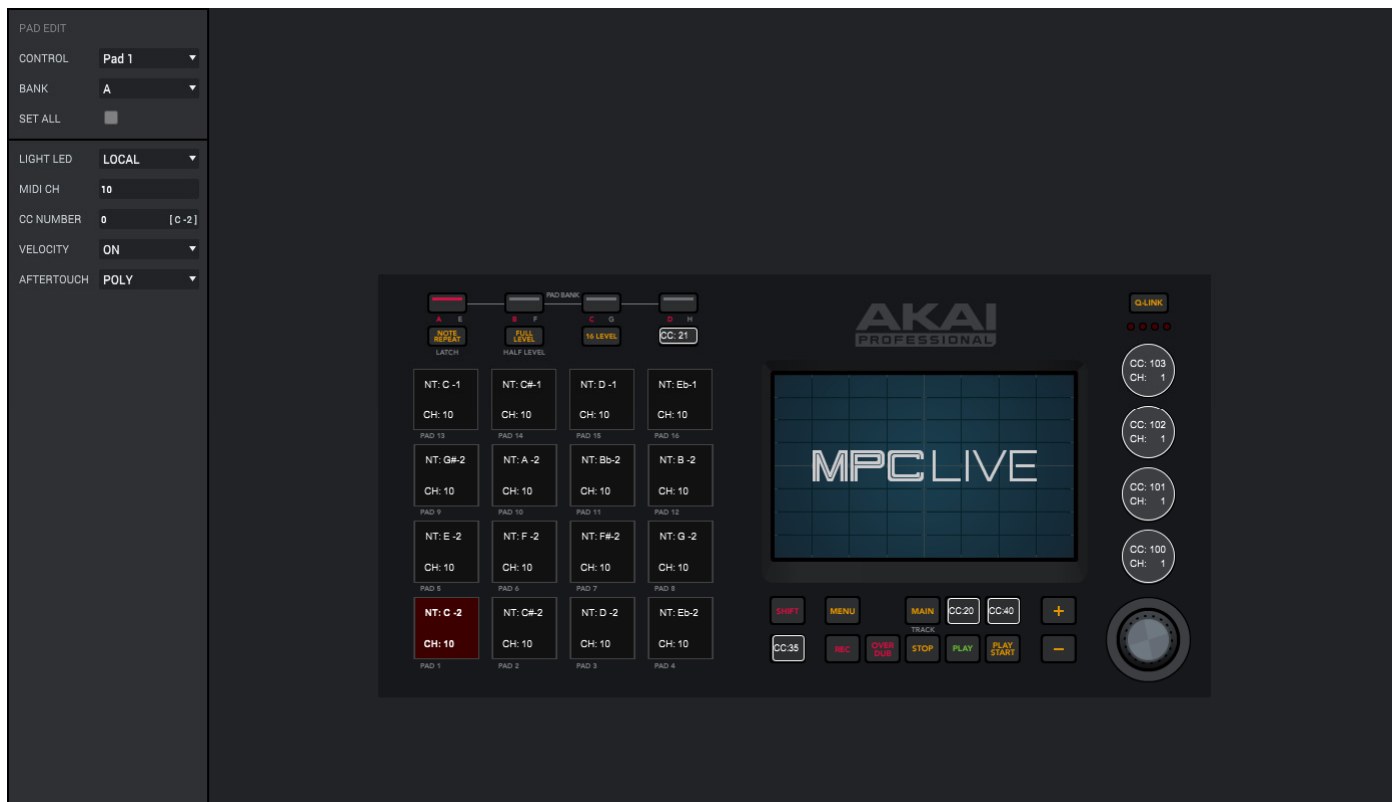 PAD EDIT
CONTROL Pad 1
BANK A
SET ALL
LIGHT LED LOCAL
MIDI CH 10
CC NUMBER 0 [ C -2 ]
VELOCITY ON
AFTERTOUCH POLY
PAD BANK
A E B F C G D H
NOTE REPEAT
FULL LEVEL
16 LEVEL
CC: 21
LATCH
HALF LEVEL
NT: C -1 NT: C#-1 NT: D -1 NT: Eb-1
CH: 10 CH: 10 CH: 10 CH: 10
PAD 13 PAD 14 PAD 15 PAD 16
NT: G#-2 NT: A -2 NT: Bb-2 NT: B -2
CH: 10 CH: 10 CH: 10 CH: 10
PAD 9 PAD 10 PAD 11 PAD 12
NT: E -2 NT: F -2 NT: F#-2 NT: G -2
CH: 10 CH: 10 CH: 10 CH: 10
PAD 5 PAD 6 PAD 7 PAD 8
NT: C -2 NT: C#-2 NT: D -2 NT: Eb-2
CH: 10 CH: 10 CH: 10 CH: 10
PAD 1 PAD 2 PAD 3 PAD 4
AKAI
PROFESSIONAL
MPC LIVE
SHIFT MENU MAIN CC:20 CC:40 +
TRACK
CC:35 REC OVER DUB STOP PLAY PLAY START −
Q-LINK
CC: 103
CH: 1
CC: 102
CH: 1
CC: 101
CH: 1
CC: 100
CH: 1